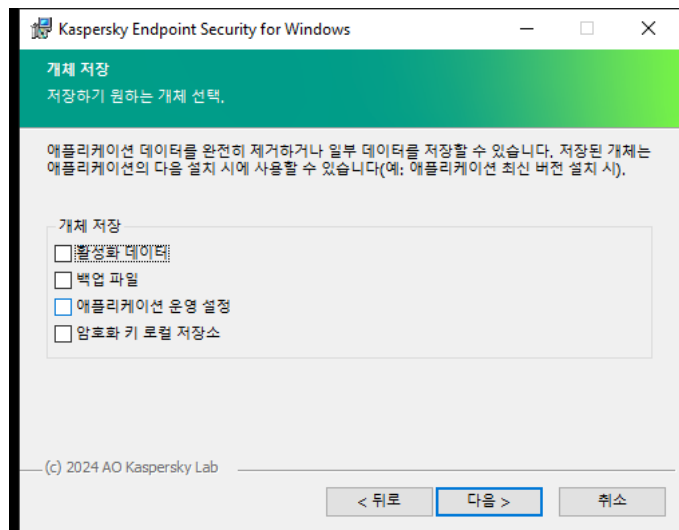 Kaspersky Endpoint Security for Windows
개체 저장
저장하기 원하는 개체 선택.
애플리케이션 데이터를 완전히 제거하거나 일부 데이터를 저장할 수 있습니다. 저장된 개체는
애플리케이션의 다음 설치 시에 사용할 수 있습니다(예: 애플리케이션 최신 버전 설치 시).
개체 저장
활성화 데이터
백업 파일
애플리케이션 운영 설정
암호화 키 로컬 저장소
(c) 2024 AO Kaspersky Lab
< 뒤로 다음 > 취소